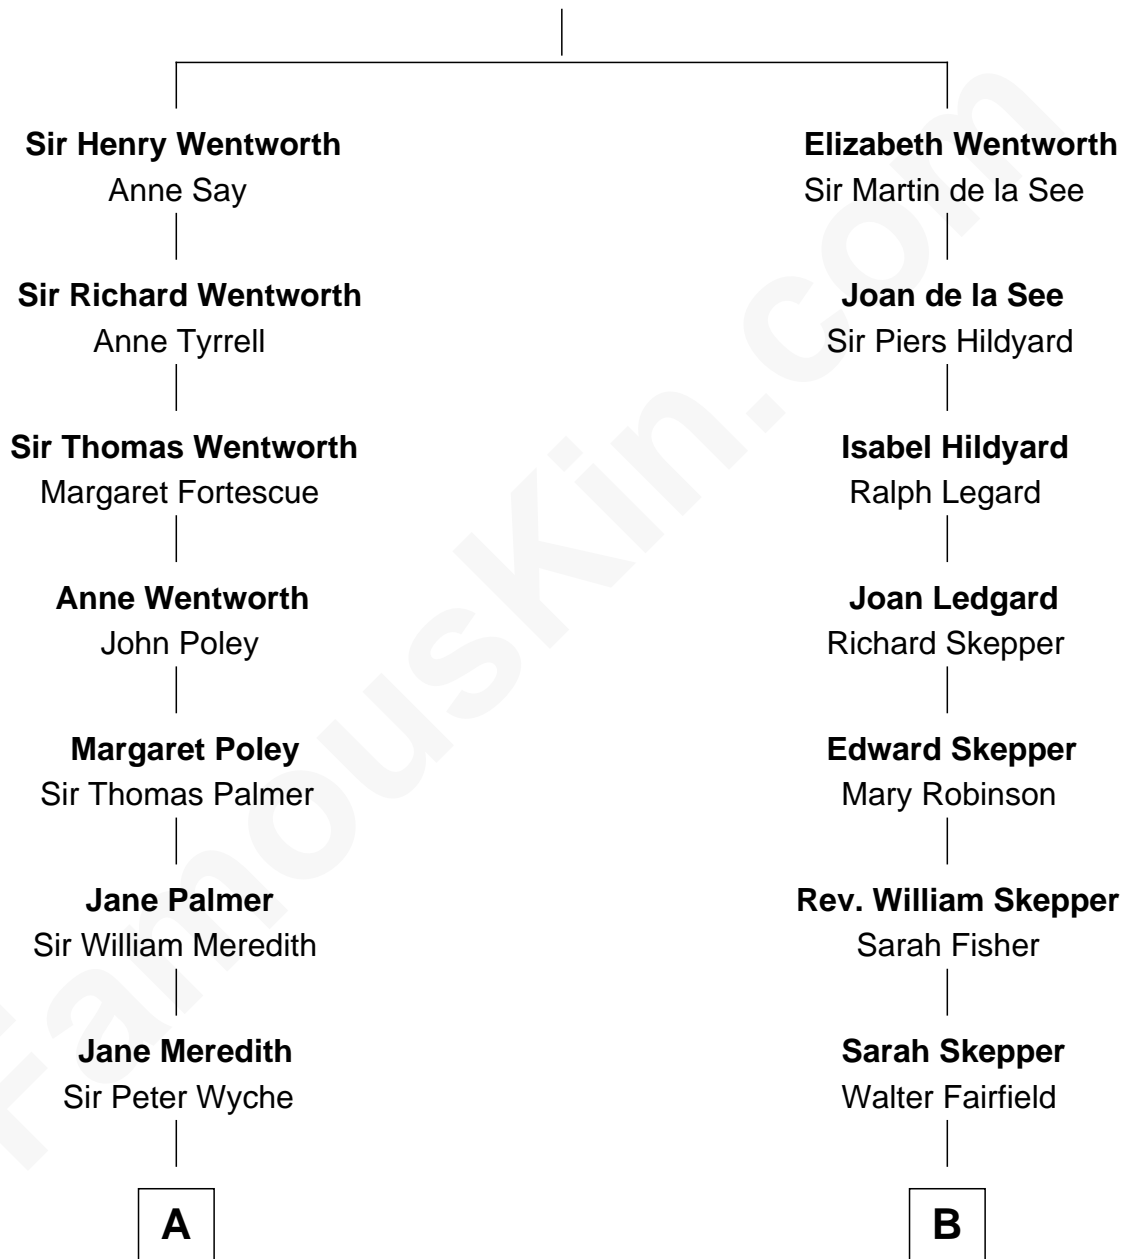 Sir Henry Wentworth
Anne Say
Sir Richard Wentworth
Anne Tyrrell
Sir Thomas Wentworth
Margaret Fortescue
Anne Wentworth
John Poley
Margaret Poley
Sir Thomas Palmer
Jane Palmer
Sir William Meredith
Jane Meredith
Sir Peter Wyche
A
Elizabeth Wentworth
Sir Martin de la See
Joan de la See
Sir Piers Hildyard
Isabel Hildyard
Ralph Legard
Joan Ledgard
Richard Skepper
Edward Skepper
Mary Robinson
Rev. William Skepper
Sarah Fisher
Sarah Skepper
Walter Fairfield
B
FamousKin.com